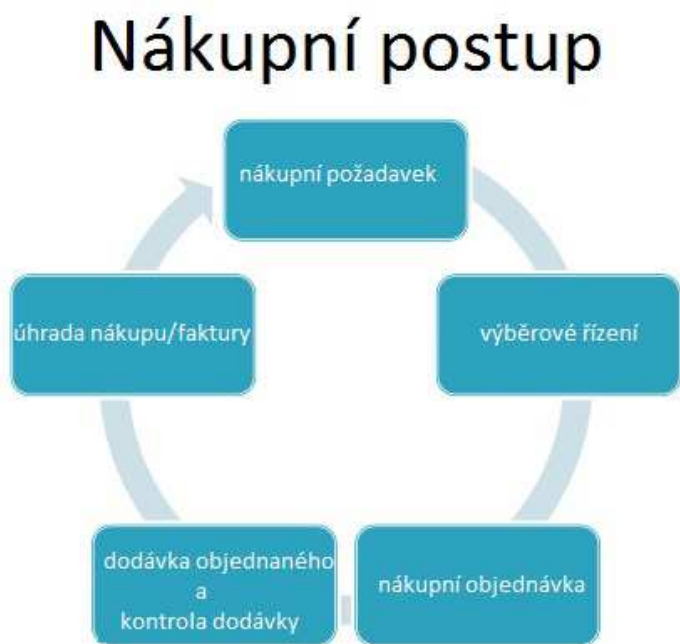 Nákupní postup
nákupní požadavek
výběrové řízení
nákupní objednávka
dodávka objednaného
a
kontrola dodávky
úhrada nákupu/faktury